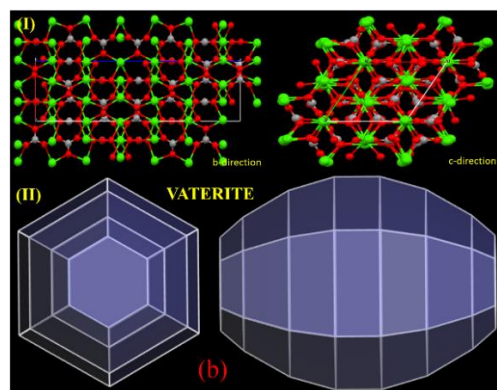 (I)
b-direction
c-direction
(II)
VATERITE
(b)